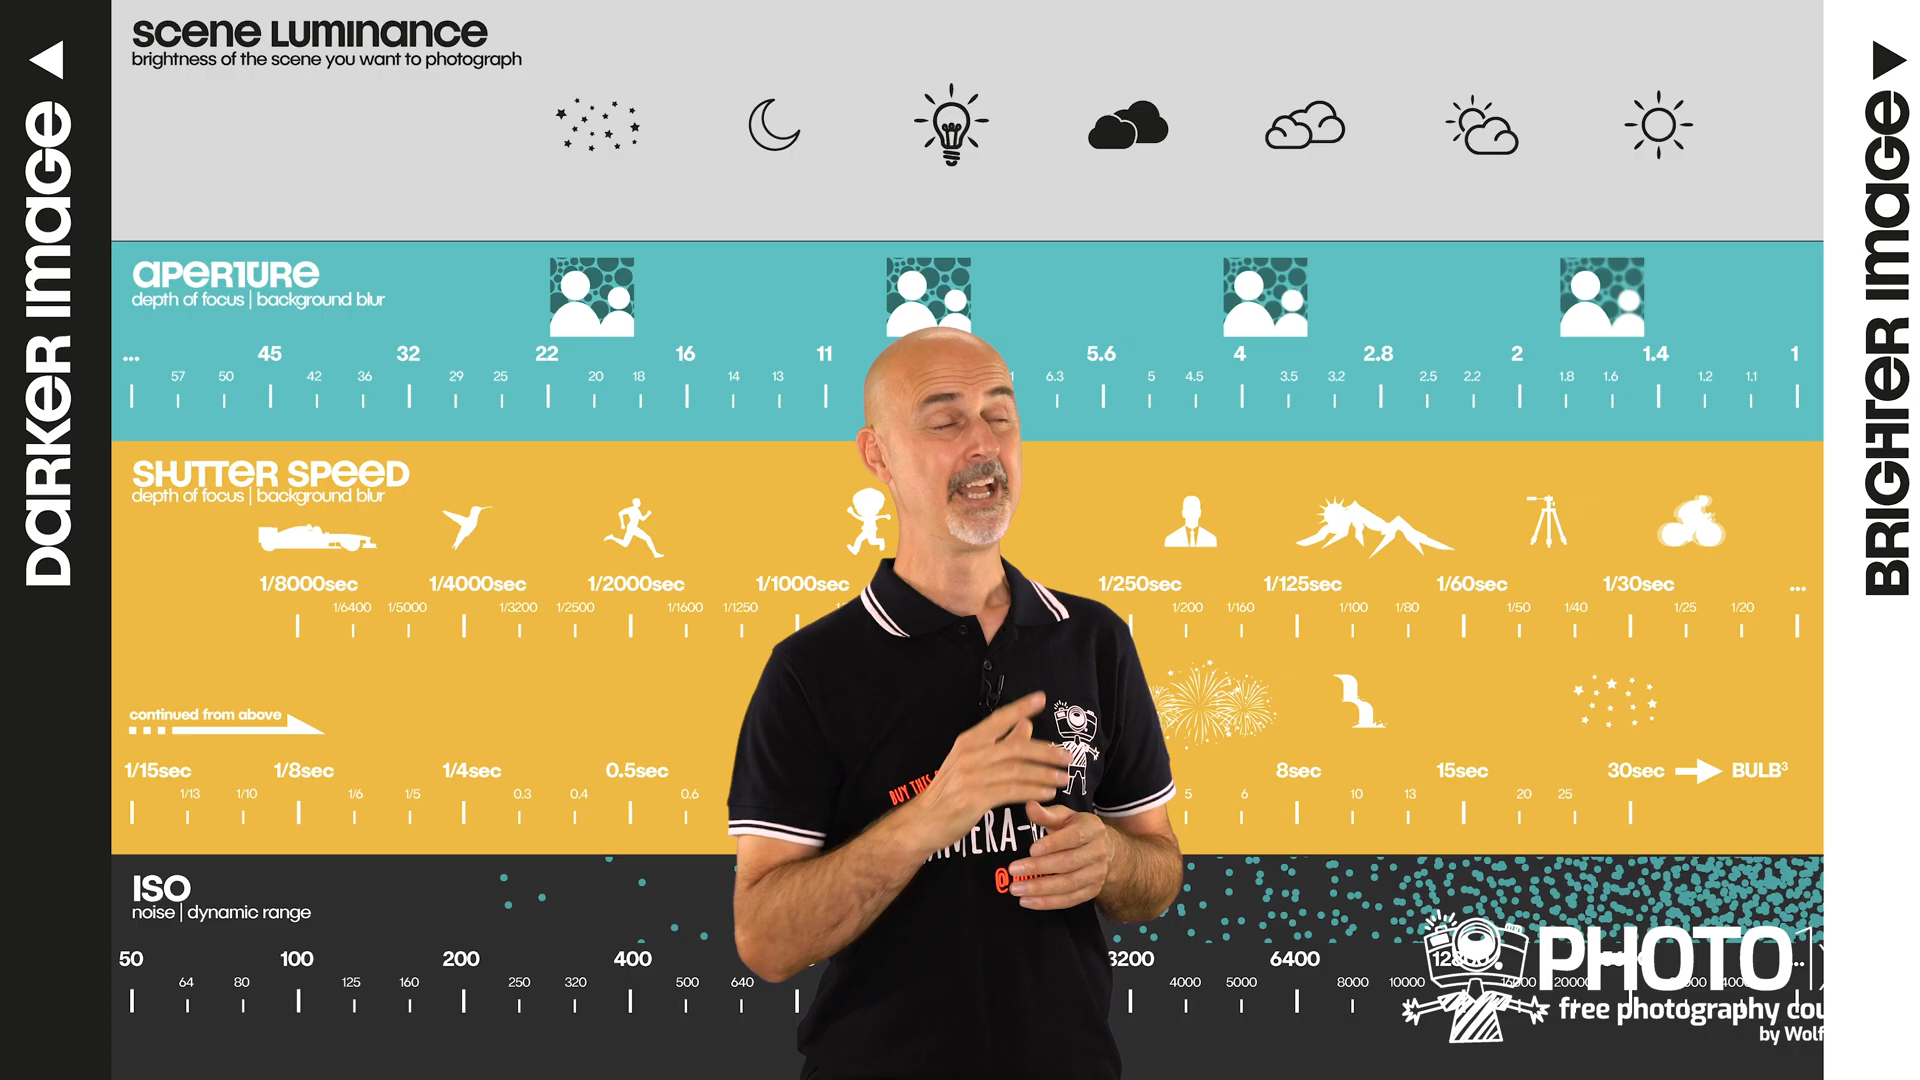 DARKER IMAGE
SCENE LUMINANCE
brightness of the scene you want to photograph
BRIGHTER IMAGE
APERTURE
depth of focus | background blur
... 45 32 22 16 11 5.6 4 2.8 2 1.4 1
57 50 42 36 29 25 20 18 14 13 6.3 5 4.5 3.5 3.2 2.5 2.2 1.8 1.6 1.2 1.1
SHUTTER SPEED
depth of focus | background blur
1/8000sec 1/4000sec 1/2000sec 1/1000sec 1/250sec 1/125sec 1/60sec 1/30sec ...
1/6400 1/5000 1/3200 1/2500 1/1600 1/1250 1/200 1/160 1/100 1/80 1/50 1/40 1/25 1/20
continued from above
1/15sec 1/8sec 1/4sec 0.5sec 8sec 15sec 30sec BULB³
1/13 1/10 1/6 1/5 0.3 0.4 0.6 5 6 10 13 20 25
BUY THIS
ISO
noise | dynamic range
50 100 200 400 3200 6400 12800
64 80 125 160 250 320 500 640 4000 5000 8000 10000 16000 20000
PHOTO
free photography cou
by Wolf